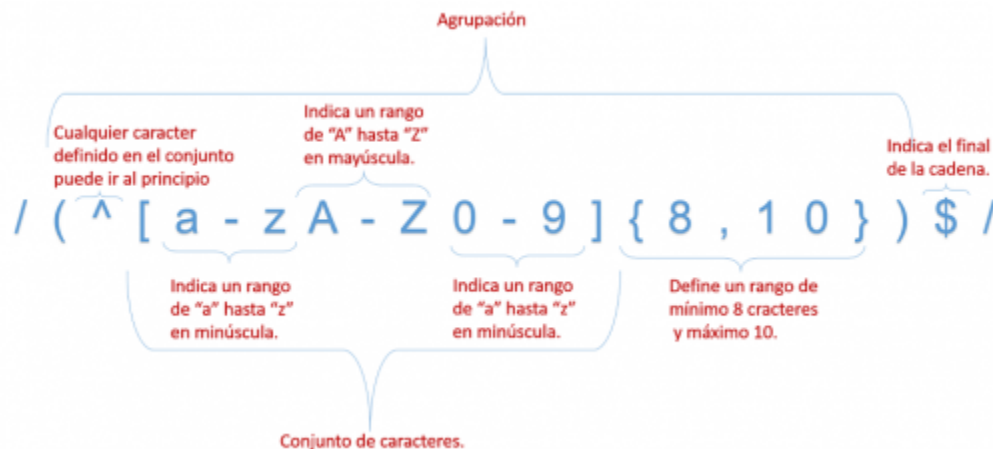 Agrupación
Indica un rango
de "A" hasta "Z"
en mayúscula.
Cualquier caracter
definido en el conjunto
puede ir al principio
Indica el final
de la cadena.
/ ( ^ [ a - z A - Z 0 - 9 ] { 8 , 1 0 } ) $ /
Indica un rango
de "a" hasta "z"
en minúscula.
Indica un rango
de "a" hasta "z"
en minúscula.
Define un rango de
mínimo 8 cracteres
y máximo 10.
Conjunto de caracteres.